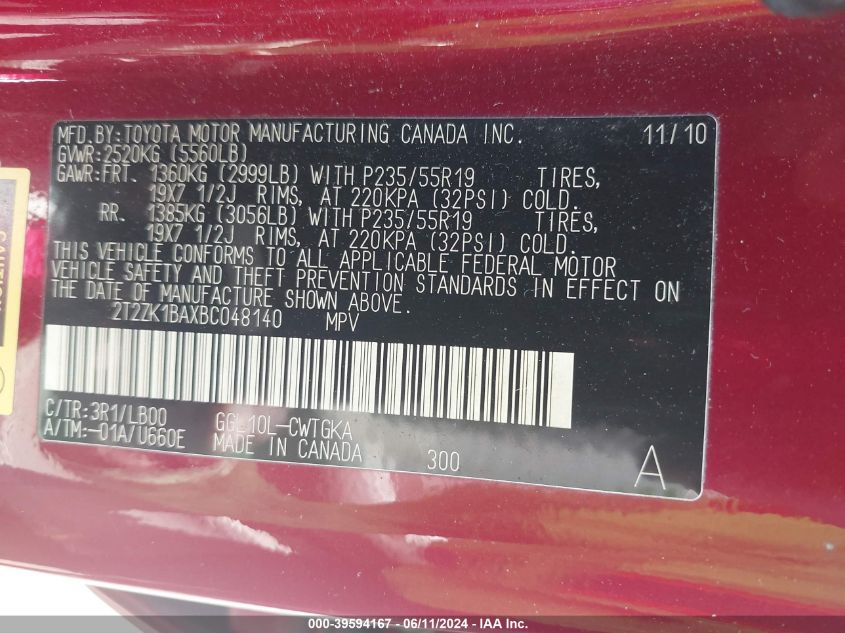 MFD.BY:TOYOTA MOTOR MANUFACTURING CANADA INC. 11/10
GVWR:2520KG (5560LB)
GAWR:FRT. 1360KG (2999LB) WITH P235/55R19 TIRES,
19X7 1/2J RIMS, AT 220KPA (32PSI) COLD.
RR. 1385KG (3056LB) WITH P235/55R19 TIRES,
19X7 1/2J RIMS, AT 220KPA (32PSI) COLD.
THIS VEHICLE CONFORMS TO ALL APPLICABLE FEDERAL MOTOR
VEHICLE SAFETY AND THEFT PREVENTION STANDARDS IN EFFECT ON
THE DATE OF MANUFACTURE SHOWN ABOVE.
2T2ZK1BAXBC048140 MPV
C/TR:3R1/LB00 GGL10L-CWTGKA
A/TM:-01A/U660E MADE IN CANADA 300 A
CAUTION
000-39594167 - 06/11/2024 - IAA Inc.